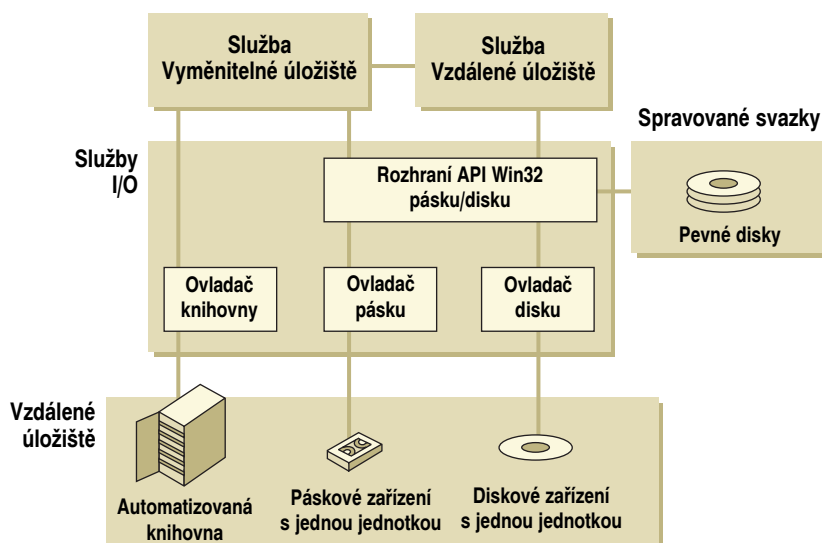 Služba
Vyměnitelné úložiště
Služba
Vzdálené úložiště
Spravované svazky
Služby
I/O
Rozhraní API Win32
pásku/disku
Pevné disky
Ovladač
knihovny
Ovladač
pásku
Ovladač
disku
Vzdálené
úložiště
Automatizovaná
knihovna
Páskové zařízení
s jednou jednotkou
Diskové zařízení
s jednou jednotkou